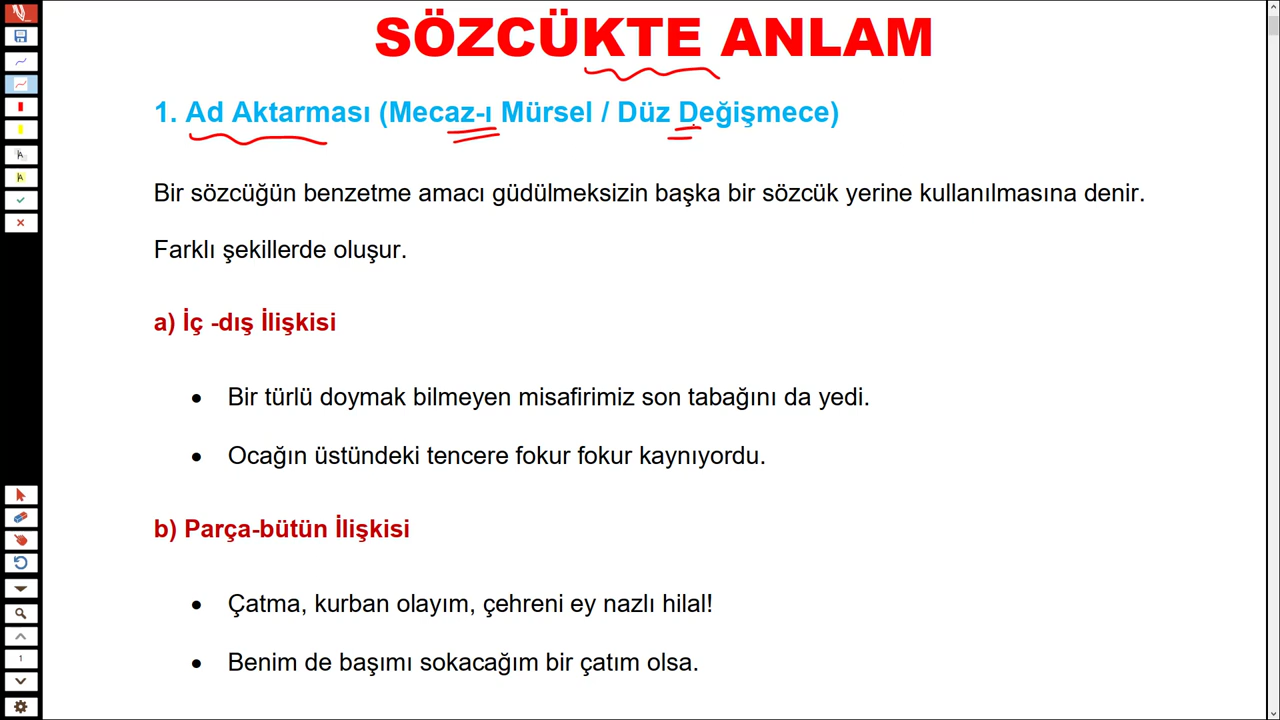 SÖZCÜKTE ANLAM
1. Ad Aktarması (Mecaz-ı Mürsel / Düz Değişmece)
Bir sözcüğün benzetme amacı güdülmeksizin başka bir sözcük yerine kullanılmasına denir.
Farklı şekillerde oluşur.
a) İç -dış İlişkisi
• Bir türlü doymak bilmeyen misafirimiz son tabağını da yedi.
• Ocağın üstündeki tencere fokur fokur kaynıyordu.
b) Parça-bütün İlişkisi
• Çatma, kurban olayım, çehreni ey nazlı hilal!
• Benim de başımı sokacağım bir çatım olsa.
A
A
1